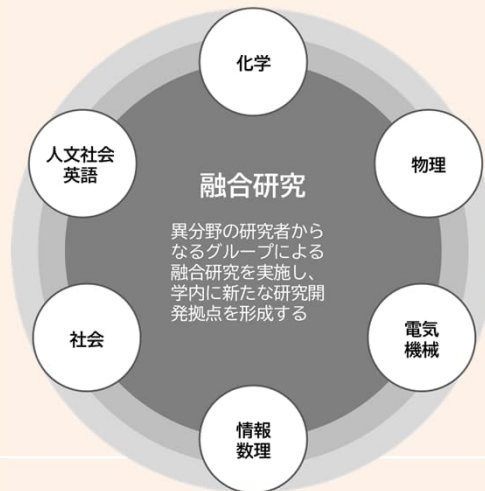 化学
人文社会
英語
物理
融合研究
異分野の研究者から
なるグループによる
融合研究を実施し、
学内に新たな研究開
発拠点を形成する
社会
電気
機械
情報
数理